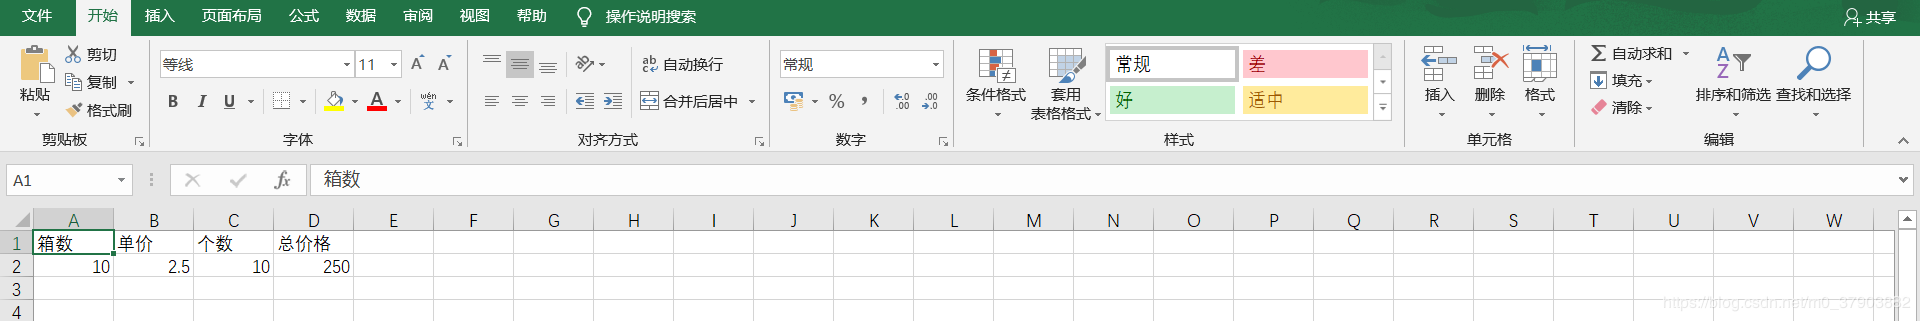 文件 开始 插入 页面布局 公式 数据 审阅 视图 帮助 操作说明搜索 共享
剪切
复制
格式刷
粘贴
剪贴板
等线 11
B I U A wén 文
字体
ab 自动换行
合并后居中
对齐方式
常规
% , .00 .00
数字
条件格式 套用
表格格式
常规 差
好 适中
样式
插入 删除 格式
单元格
Σ 自动求和
填充
清除
排序和筛选 查找和选择
编辑
A1 fx 箱数
A B C D E F G H I J K L M N O P Q R S T U V W
1 箱数 单价 个数 总价格
2 10 2.5 10 250
3
4